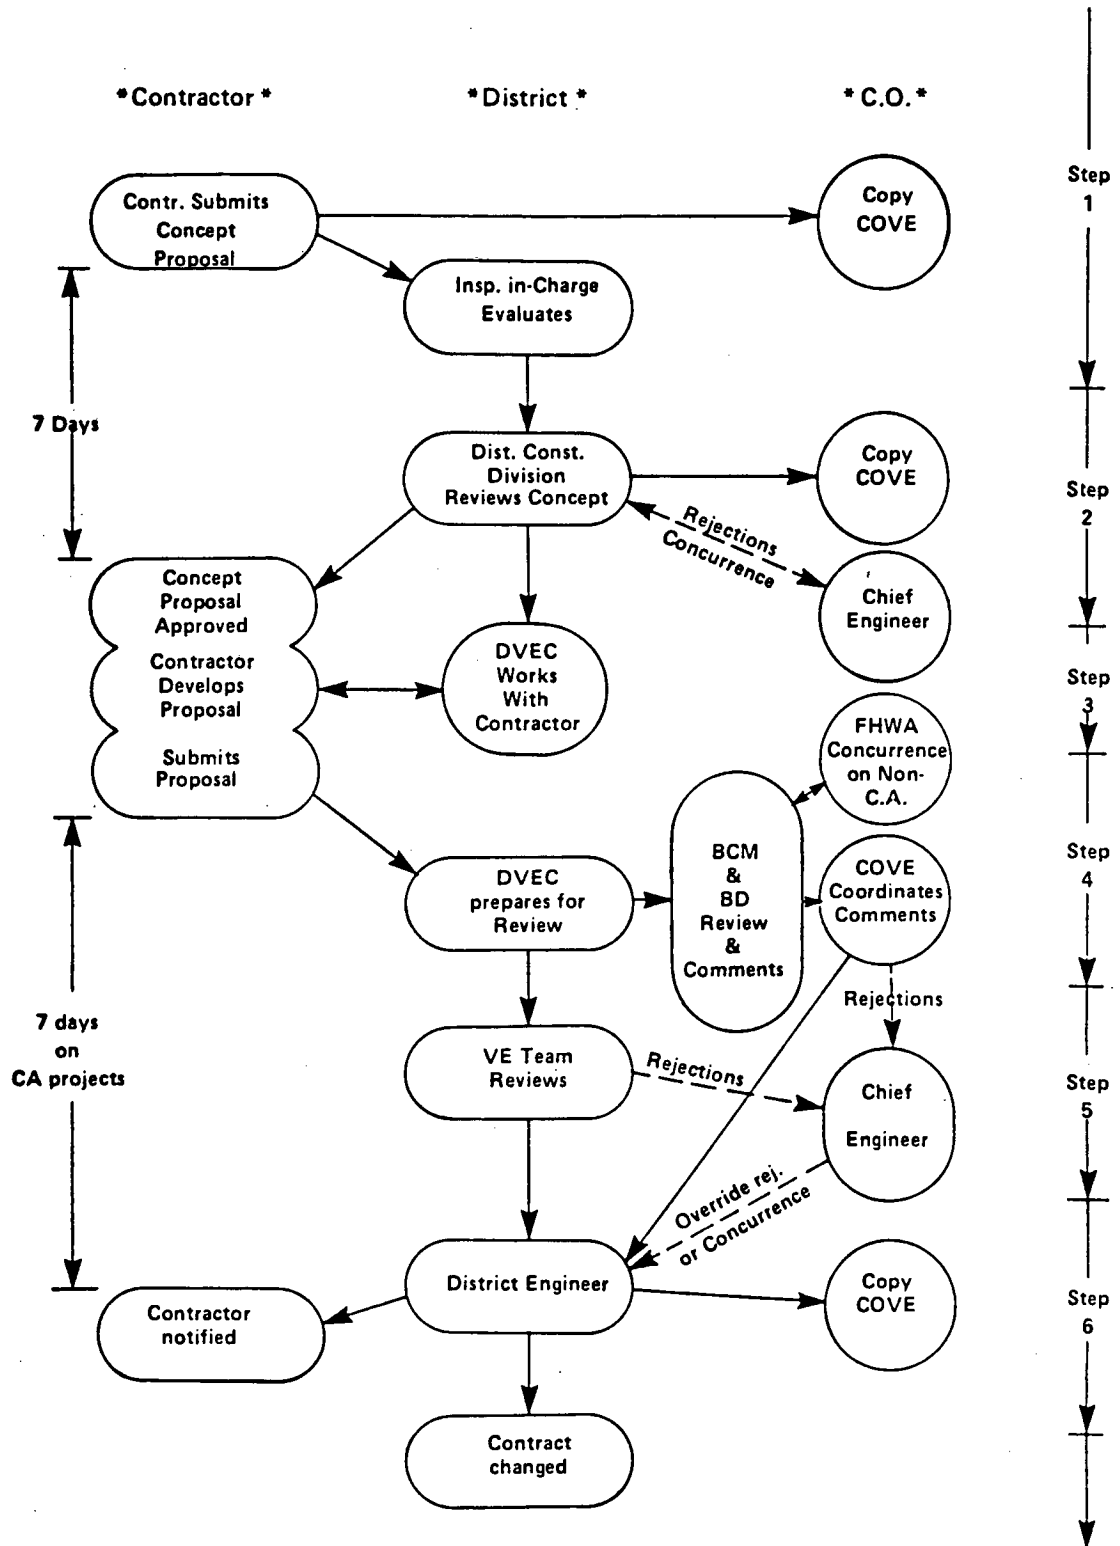 *Contractor *
*District *
* C.O. *
Contr. Submits
Concept
Proposal
Copy
COVE
Step
1
Insp. in-Charge
Evaluates
7 Days
Dist. Const.
Division
Reviews Concept
Copy
COVE
Step
2
Rejections
Concurrence
Chief
Engineer
Concept
Proposal
Approved
Contractor
Develops
Proposal
Submits
Proposal
DVEC
Works
With
Contractor
Step
3
FHWA
Concurrence
on Non-
C.A.
DVEC
prepares for
Review
BCM
&
BD
Review
&
Comments
COVE
Coordinates
Comments
Step
4
Rejections
7 days
on
CA projects
VE Team
Reviews
Rejections
Chief
Engineer
Step
5
Override rej.
or Concurrence
District Engineer
Copy
COVE
Step
6
Contractor
notified
Contract
changed